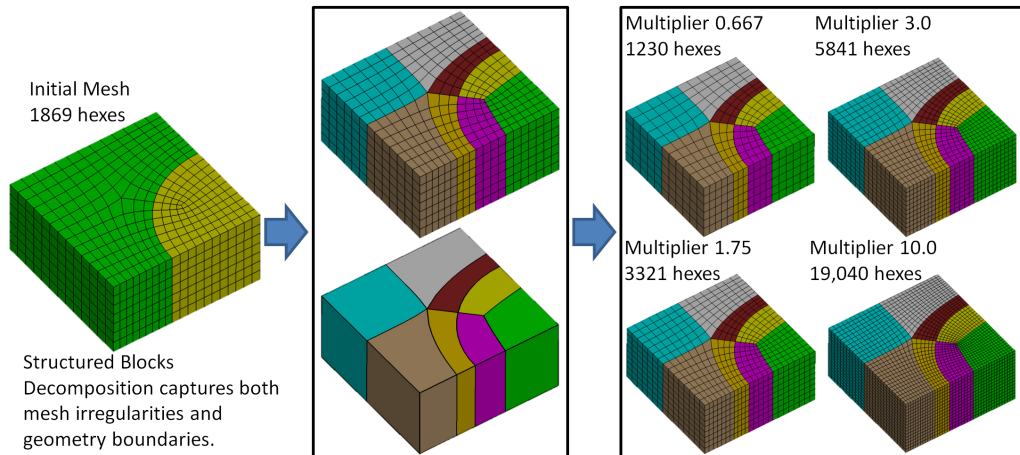 Initial Mesh
1869 hexes
Structured Blocks
Decomposition captures both
mesh irregularities and
geometry boundaries.
Multiplier 0.667
1230 hexes
Multiplier 3.0
5841 hexes
Multiplier 1.75
3321 hexes
Multiplier 10.0
19,040 hexes